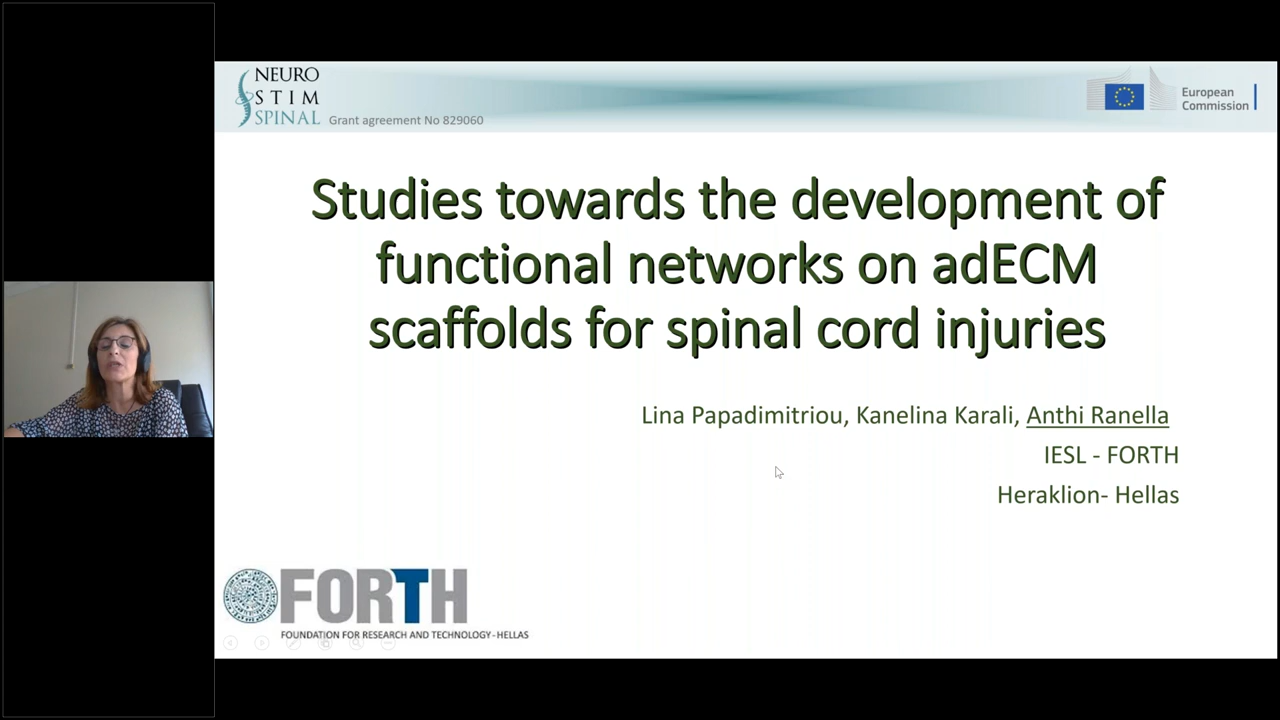 NEURO
STIM
SPINAL
Grant agreement No 829060
European
Commission
Studies towards the development of
functional networks on adECM
scaffolds for spinal cord injuries
Lina Papadimitriou, Kanelina Karali, Anthi Ranella
IESL - FORTH
Heraklion- Hellas
FORTH
FOUNDATION FOR RESEARCH AND TECHNOLOGY - HELLAS